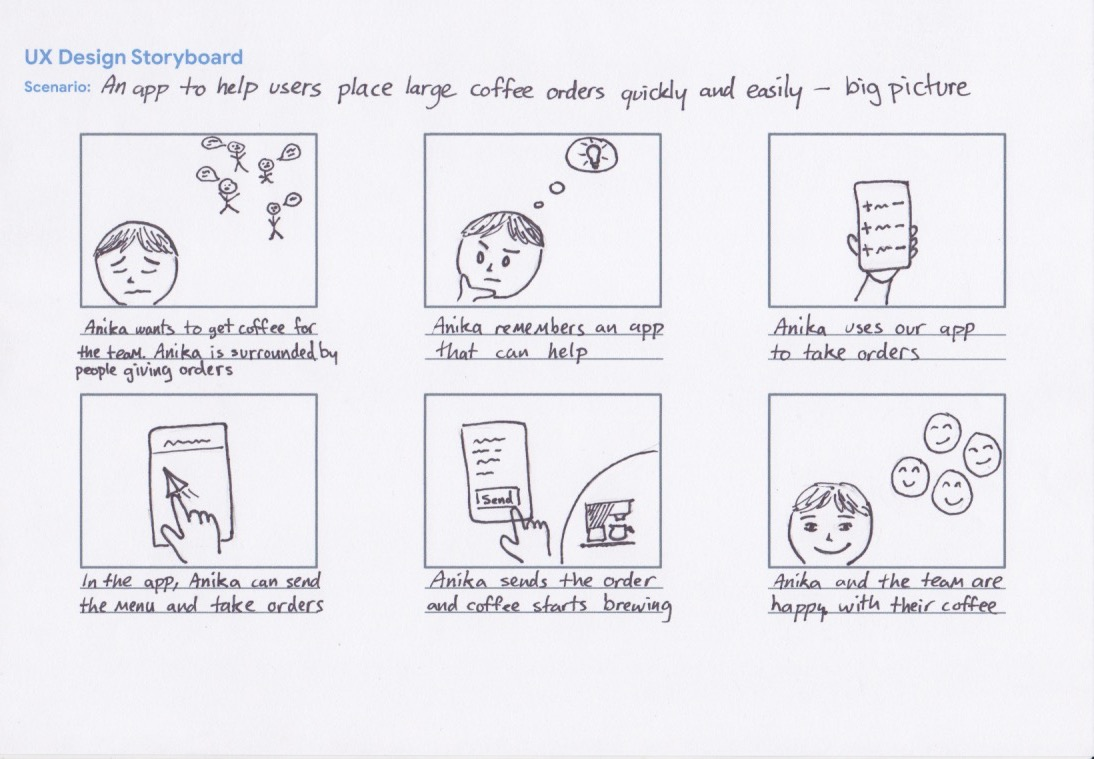 UX Design Storyboard
Scenario: An app to help users place large coffee orders quickly and easily – big picture
Anika wants to get coffee for
the team. Anika is surrounded by
people giving orders
Anika remembers an app
that can help
Anika uses our app
to take orders
Send
In the app, Anika can send
the menu and take orders
Anika sends the order
and coffee starts brewing
Anika and the team are
happy with their coffee